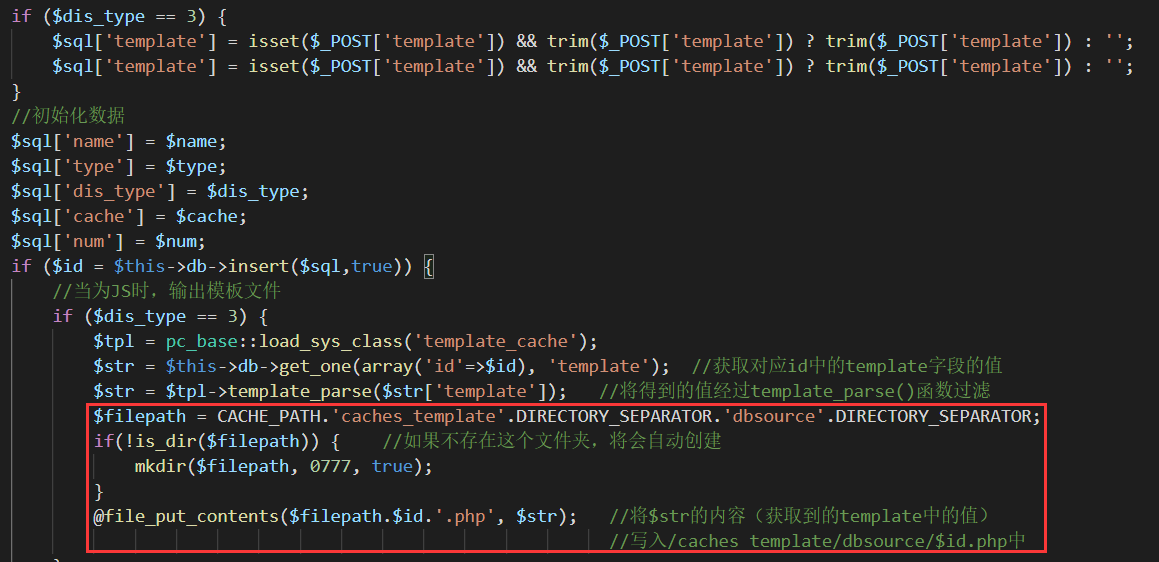 if ($dis_type == 3) {
$sql['template'] = isset($_POST['template']) && trim($_POST['template']) ? trim($_POST['template']) : '';
$sql['template'] = isset($_POST['template']) && trim($_POST['template']) ? trim($_POST['template']) : '';
}
//初始化数据
$sql['name'] = $name;
$sql['type'] = $type;
$sql['dis_type'] = $dis_type;
$sql['cache'] = $cache;
$sql['num'] = $num;
if ($id = $this->db->insert($sql,true)) {
//当为JS时，输出模板文件
if ($dis_type == 3) {
$tpl = pc_base::load_sys_class('template_cache');
$str = $this->db->get_one(array('id'=>$id), 'template'); //获取对应id中的template字段的值
$str = $tpl->template_parse($str['template']); //将得到的值经过template_parse()函数过滤
$filepath = CACHE_PATH.'caches_template'.DIRECTORY_SEPARATOR.'dbsource'.DIRECTORY_SEPARATOR;
if(!is_dir($filepath)) { //如果不存在这个文件夹，将会自动创建
mkdir($filepath, 0777, true);
}
@file_put_contents($filepath.$id.'.php', $str); //将$str的内容（获取到的template中的值）
//写入/caches_template/dbsource/$id.php中